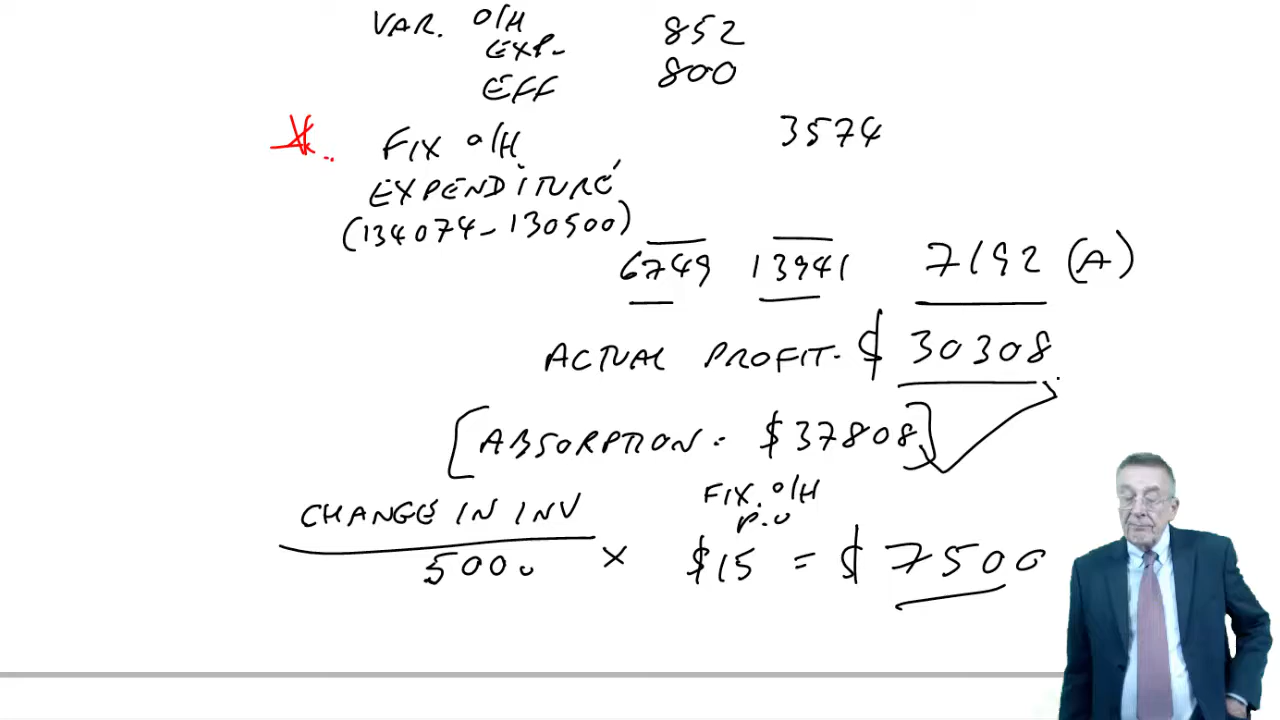 VAR. O/H 852
EXP.
EFF 800
FIX O/H 3574
EXPENDITURE
(134074 - 130500)
6749 13941 7192 (A)
ACTUAL PROFIT. $ 30308
[ABSORPTION = $37808]
FIX. O/H
CHANGE IN INV P.U
5000 × $15 = $ 7500